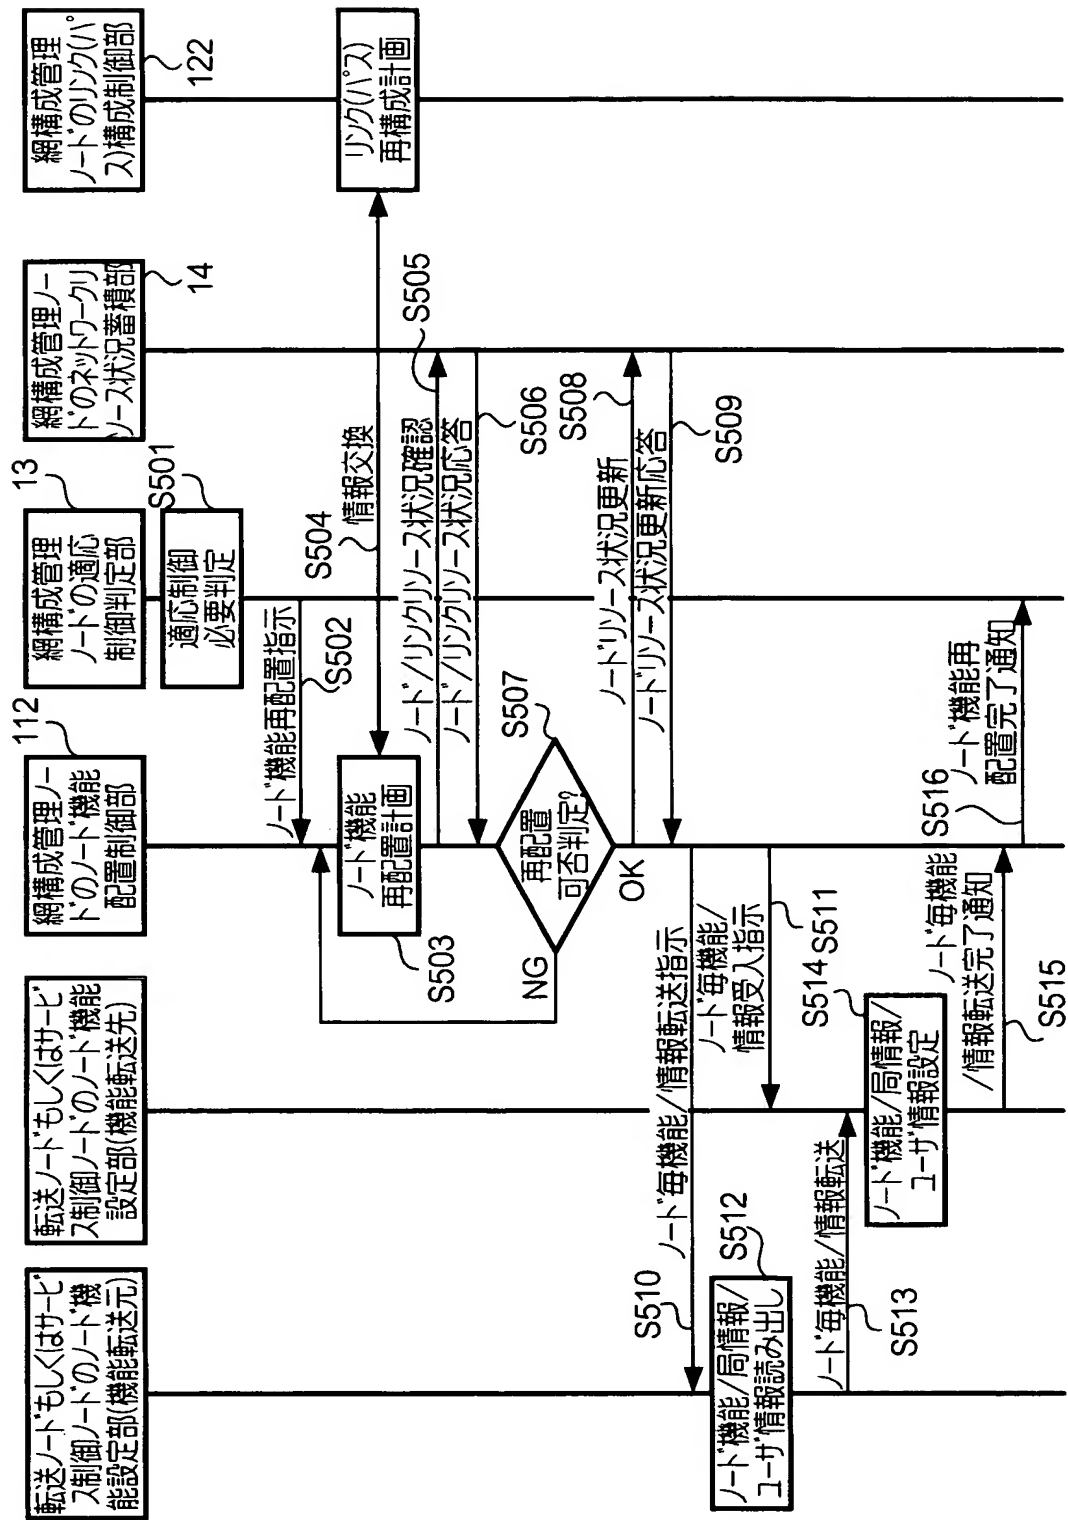 転送ノードもしくはサービ
ス制御ノードのノード機
能設定部(機能転送元)
転送ノードもしくはサービ
ス制御ノードのノード機能
設定部(機能転送先)
網構成管理ノー
ドのノード機能
配置制御部
112
網構成管理
ノードの適応
制御判定部
13
網構成管理ノー
ドのネットワークリ
ソース状況蓄積部
14
網構成管理
ノードのリンク(パ
ス)構成制御部
122
適応制御
必要判定
S501
ノード機能再配置指示
S502
ノード機能
再配置計画
S503
S504
情報交換
リンク(パス)
再構成計画
ノード/リンクリソース状況確認
S505
ノード/リンクリソース状況応答
S506
再配置
可否判定?
S507
NG
OK
ノードリソース状況更新
S508
ノードリソース状況更新応答
S509
ノード毎機能/情報転送指示
S510
ノード毎機能/
情報受入指示
S511
ノード機能/局情報/
ユーザ情報読み出し
S512
ノード毎機能/情報転送
S513
ノード機能/局情報/
ユーザ情報設定
S514
ノード毎機能
/情報転送完了通知
S515
ノード機能再
配置完了通知
S516